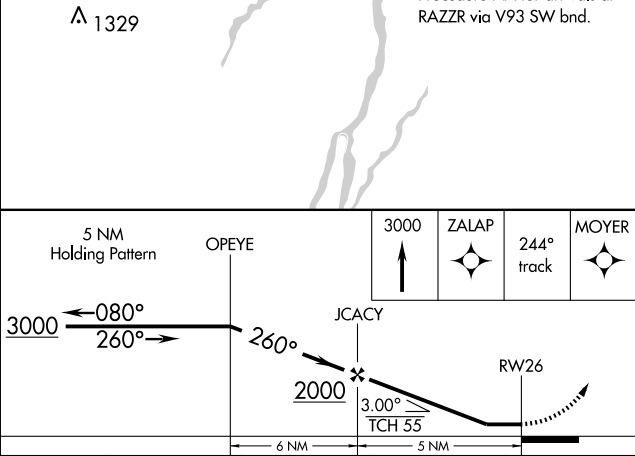 1329
RAZZR via V93 SW bnd.
5 NM
Holding Pattern
OPEYE
3000
ZALAP
244°
track
MOYER
3000
080°
260°
260°
JCACY
2000
3.00°
TCH 55
RW26
6 NM
5 NM